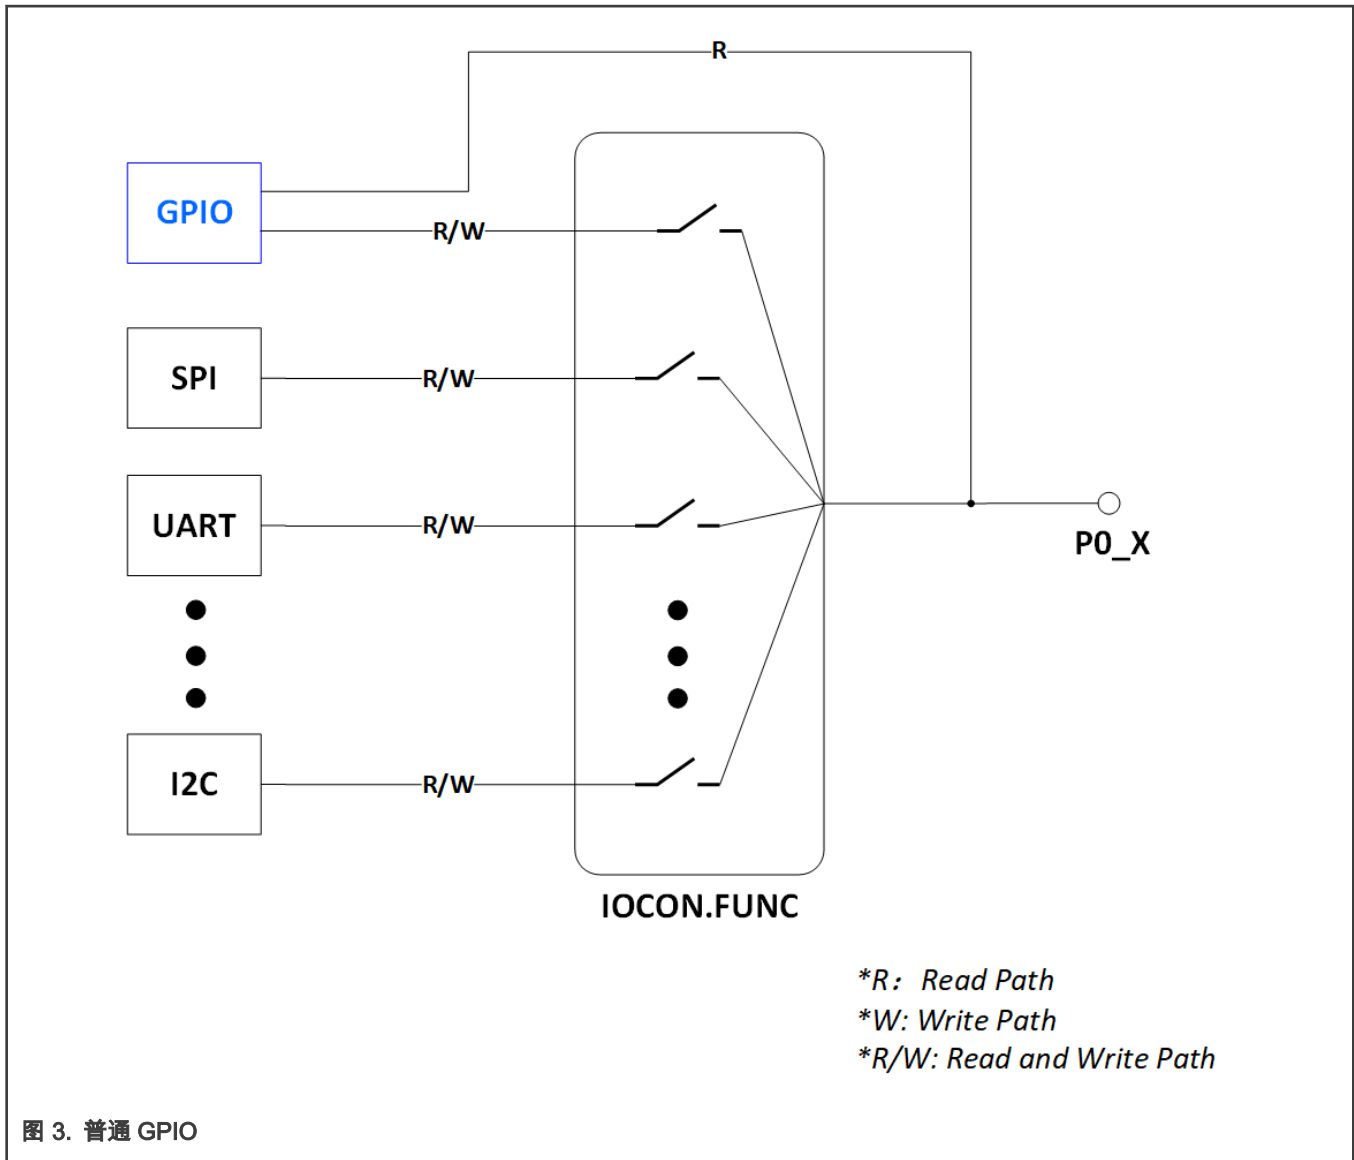 R
GPIO
R/W
SPI
R/W
UART
R/W
P0_X
I2C
R/W
IOCON.FUNC
*R： Read Path
*W: Write Path
*R/W: Read and Write Path
图 3. 普通 GPIO